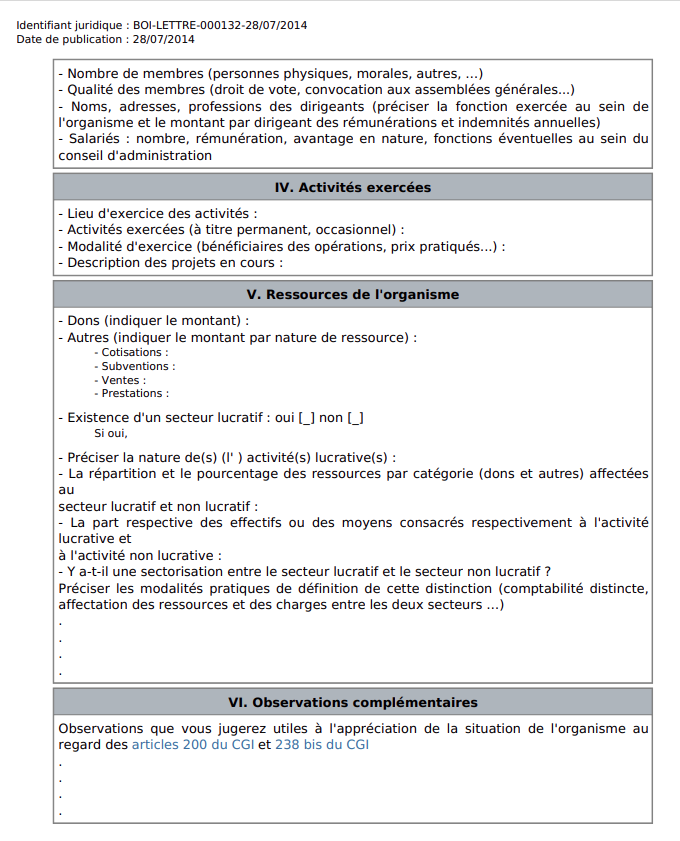 Identifiant juridique : BOI-LETTRE-000132-28/07/2014
Date de publication : 28/07/2014
- Nombre de membres (personnes physiques, morales, autres, ...)
- Qualité des membres (droit de vote, convocation aux assemblées générales...)
- Noms, adresses, professions des dirigeants (préciser la fonction exercée au sein de
l'organisme et le montant par dirigeant des rémunérations et indemnités annuelles)
- Salariés : nombre, rémunération, avantage en nature, fonctions éventuelles au sein du
conseil d'administration
IV. Activités exercées
- Lieu d'exercice des activités :
- Activités exercées (à titre permanent, occasionnel) :
- Modalité d'exercice (bénéficiaires des opérations, prix pratiqués...) :
- Description des projets en cours :
V. Ressources de l'organisme
- Dons (indiquer le montant) :
- Autres (indiquer le montant par nature de ressource) :
- Cotisations :
- Subventions :
- Ventes :
- Prestations :
- Existence d'un secteur lucratif : oui [_] non [_]
Si oui,
- Préciser la nature de(s) (l' ) activité(s) lucrative(s) :
- La répartition et le pourcentage des ressources par catégorie (dons et autres) affectées
au
secteur lucratif et non lucratif :
- La part respective des effectifs ou des moyens consacrés respectivement à l'activité
lucrative et
à l'activité non lucrative :
- Y a-t-il une sectorisation entre le secteur lucratif et le secteur non lucratif ?
Préciser les modalités pratiques de définition de cette distinction (comptabilité distincte,
affectation des ressources et des charges entre les deux secteurs ...)
.
.
.
.
VI. Observations complémentaires
Observations que vous jugerez utiles à l'appréciation de la situation de l'organisme au
regard des articles 200 du CGI et 238 bis du CGI
.
.
.
.